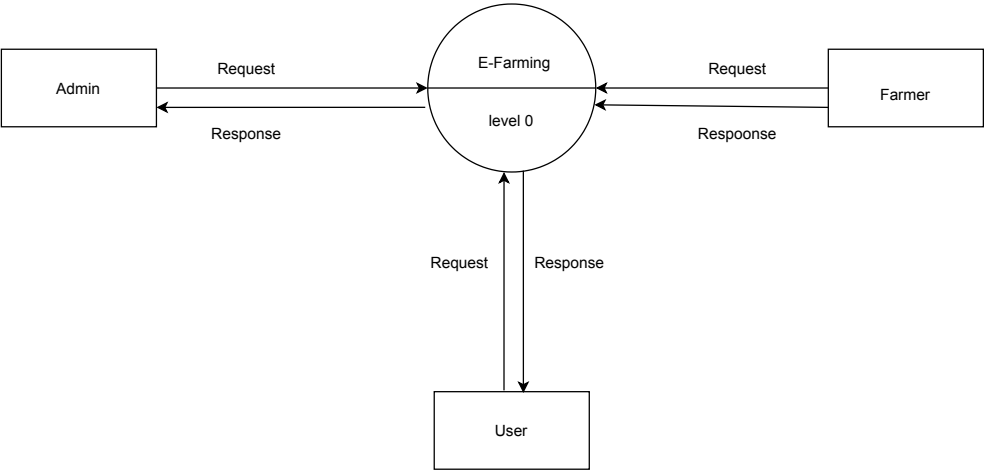 E-Farming
Request
Request
Admin
Farmer
level 0
Response
Respoonse
Request
Response
User